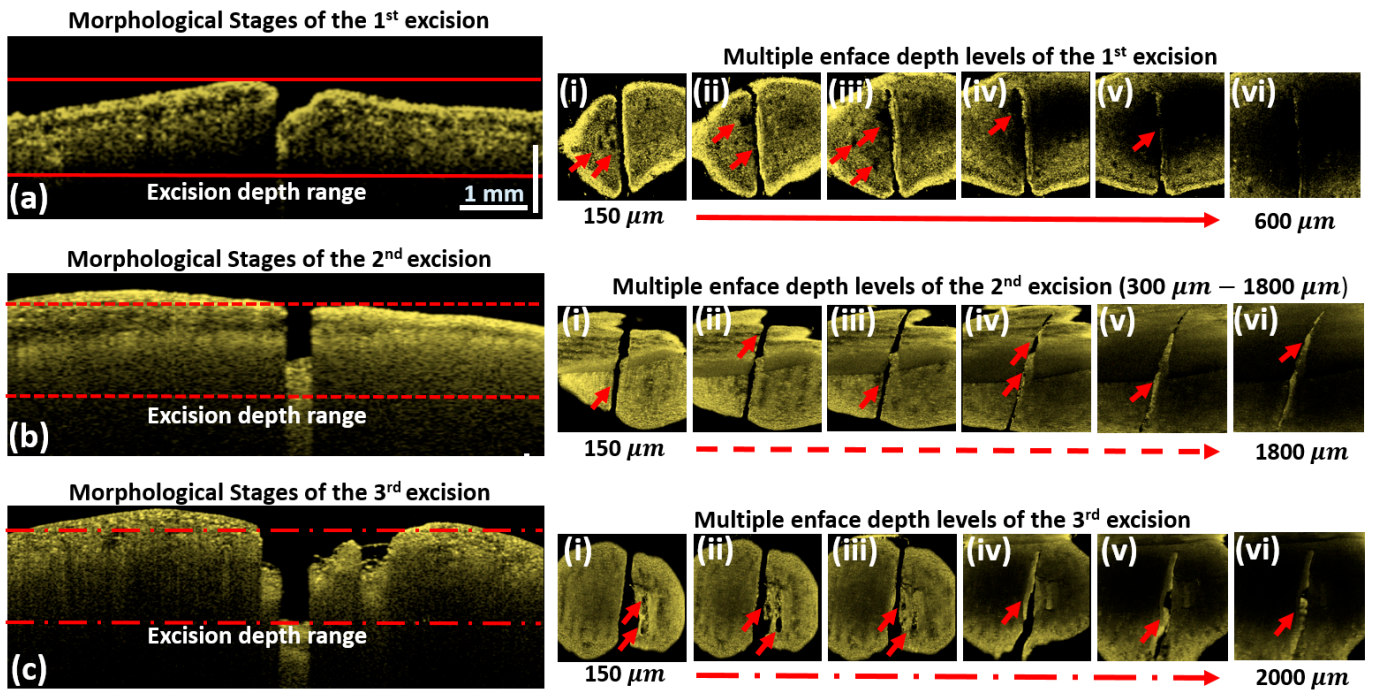 Morphological Stages of the 1st excision
(a)
Excision depth range
1 mm
Multiple enface depth levels of the 1st excision
(i) (ii) (iii) (iv) (v) (vi)
150 μm
600 μm
Morphological Stages of the 2nd excision
(b)
Excision depth range
Multiple enface depth levels of the 2nd excision (300 μm − 1800 μm)
(i) (ii) (iii) (iv) (v) (vi)
150 μm
1800 μm
Morphological Stages of the 3rd excision
(c)
Excision depth range
Multiple enface depth levels of the 3rd excision
(i) (ii) (iii) (iv) (v) (vi)
150 μm
2000 μm